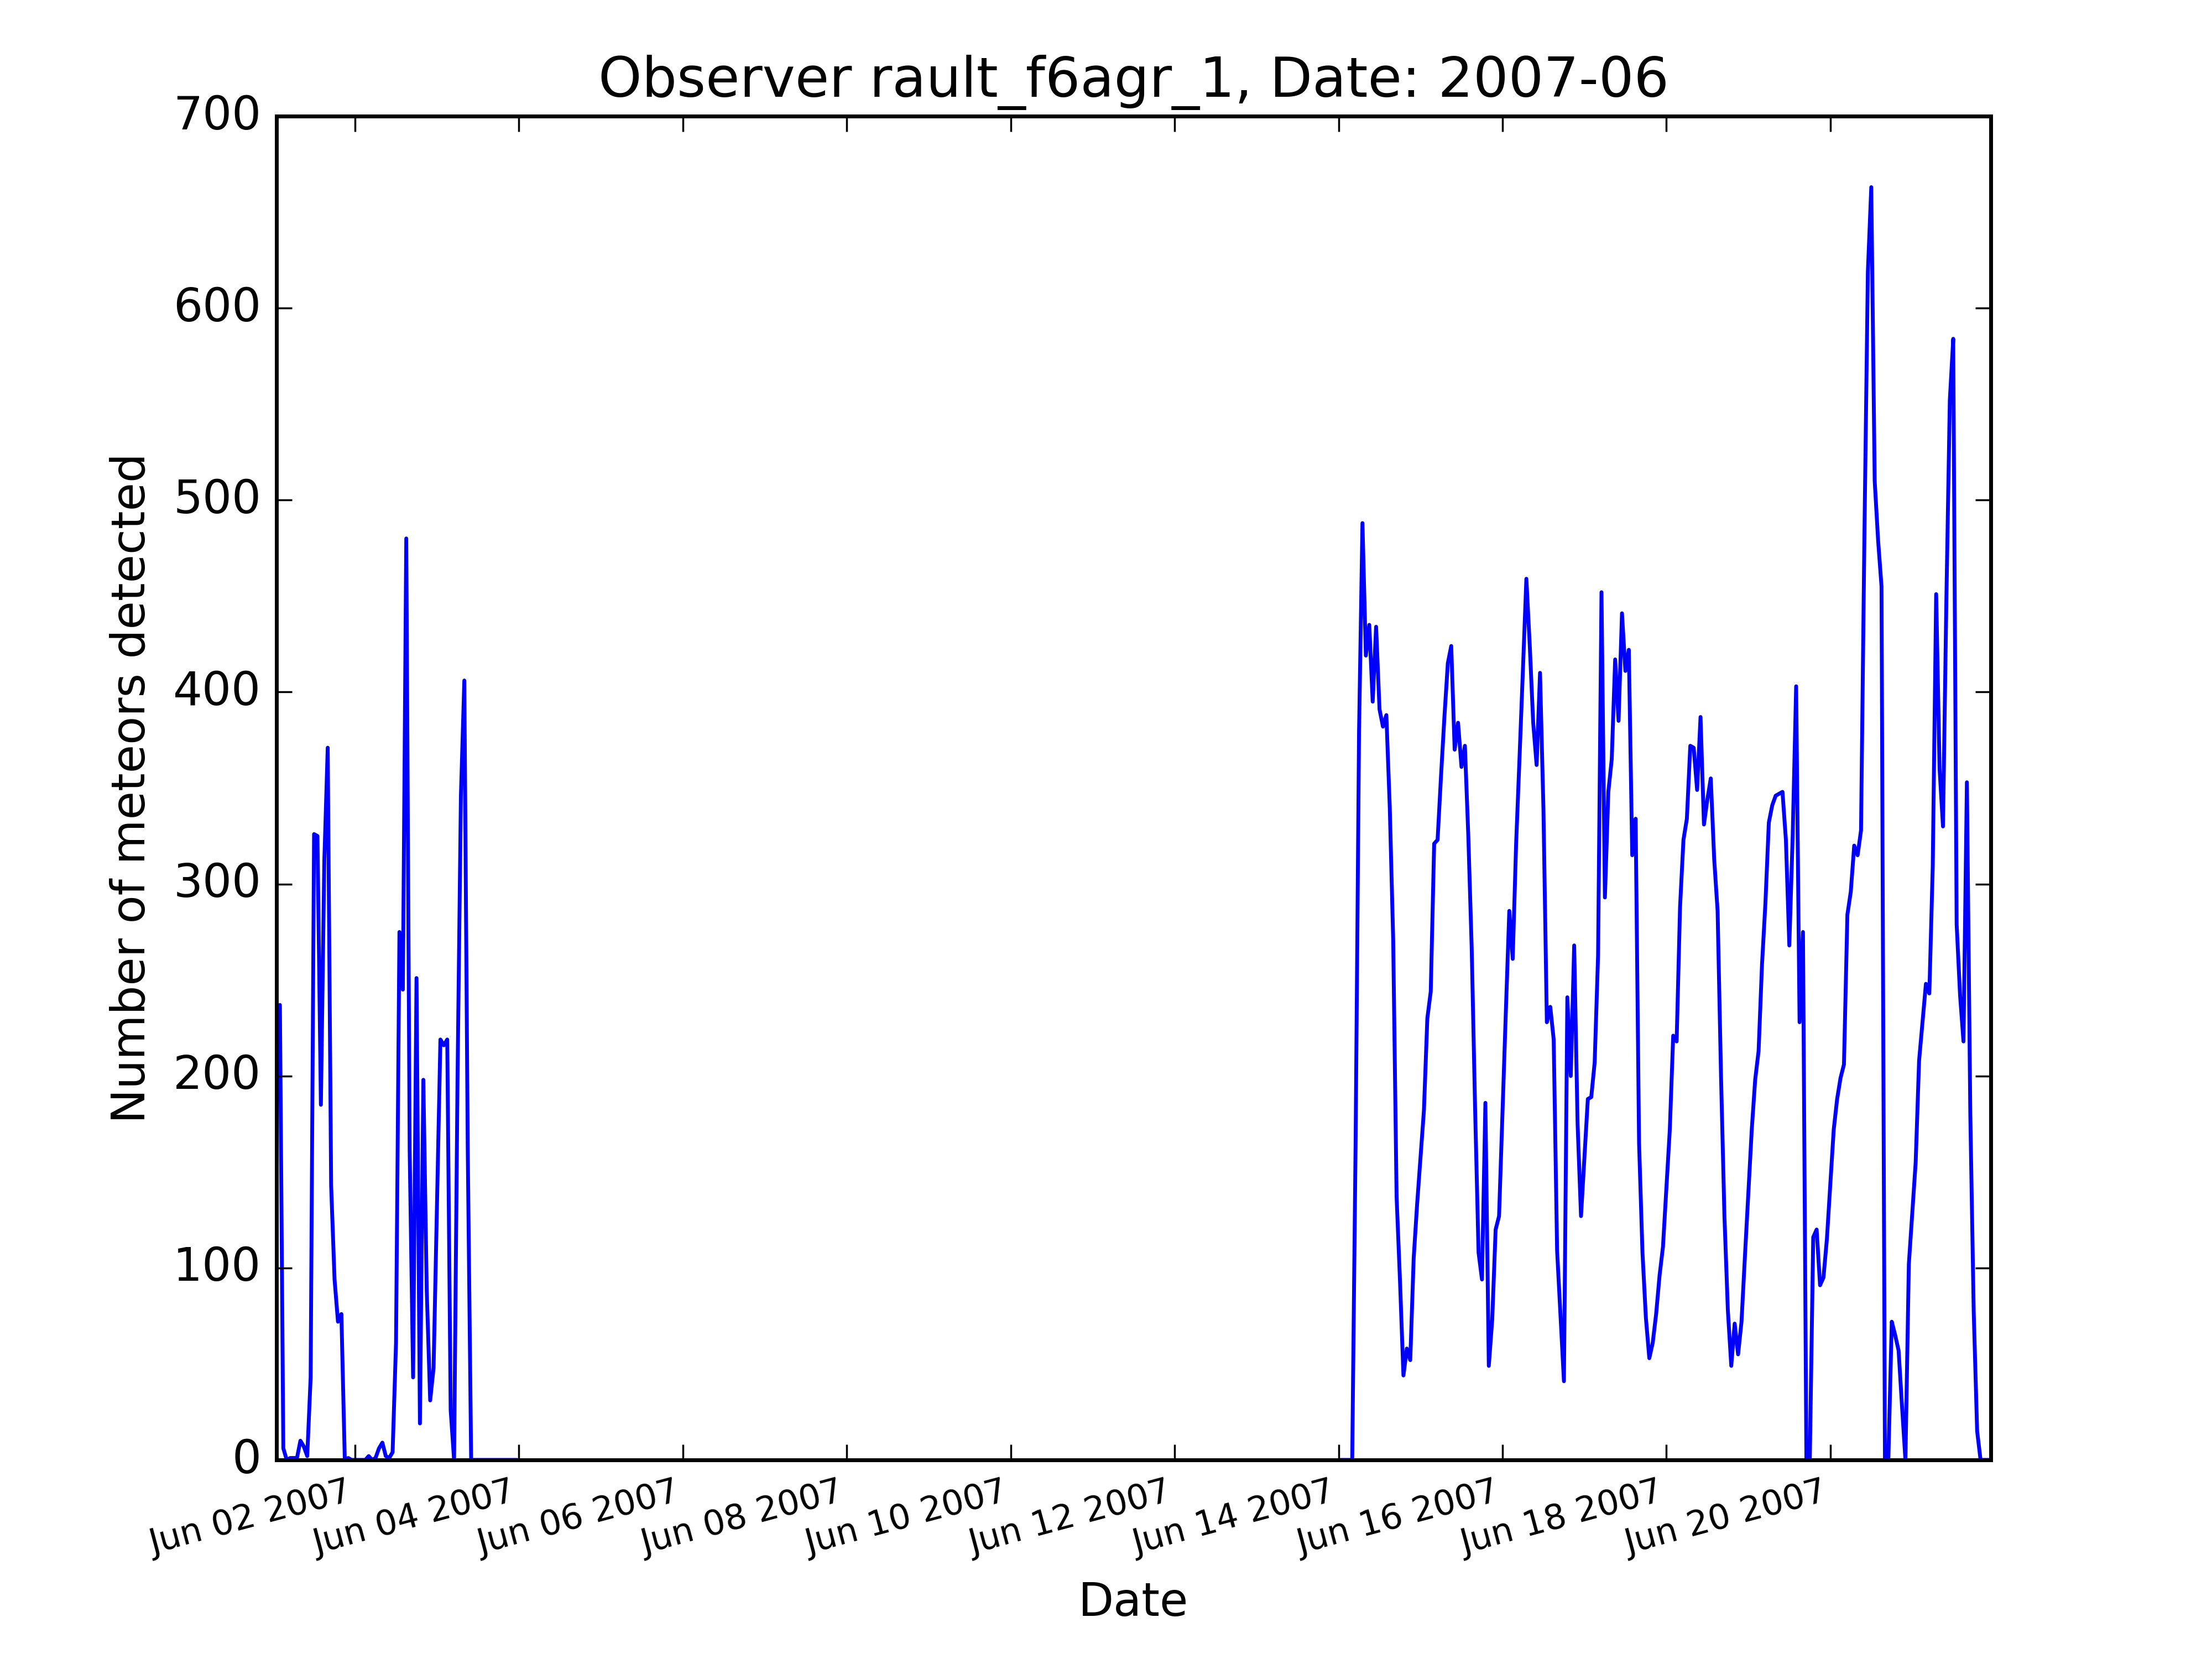 Observer rault_f6agr_1, Date: 2007-06
700
600
500
400
300
200
100
0
Number of meteors detected
Jun 02 2007
Jun 04 2007
Jun 06 2007
Jun 08 2007
Jun 10 2007
Jun 12 2007
Jun 14 2007
Jun 16 2007
Jun 18 2007
Jun 20 2007
Date